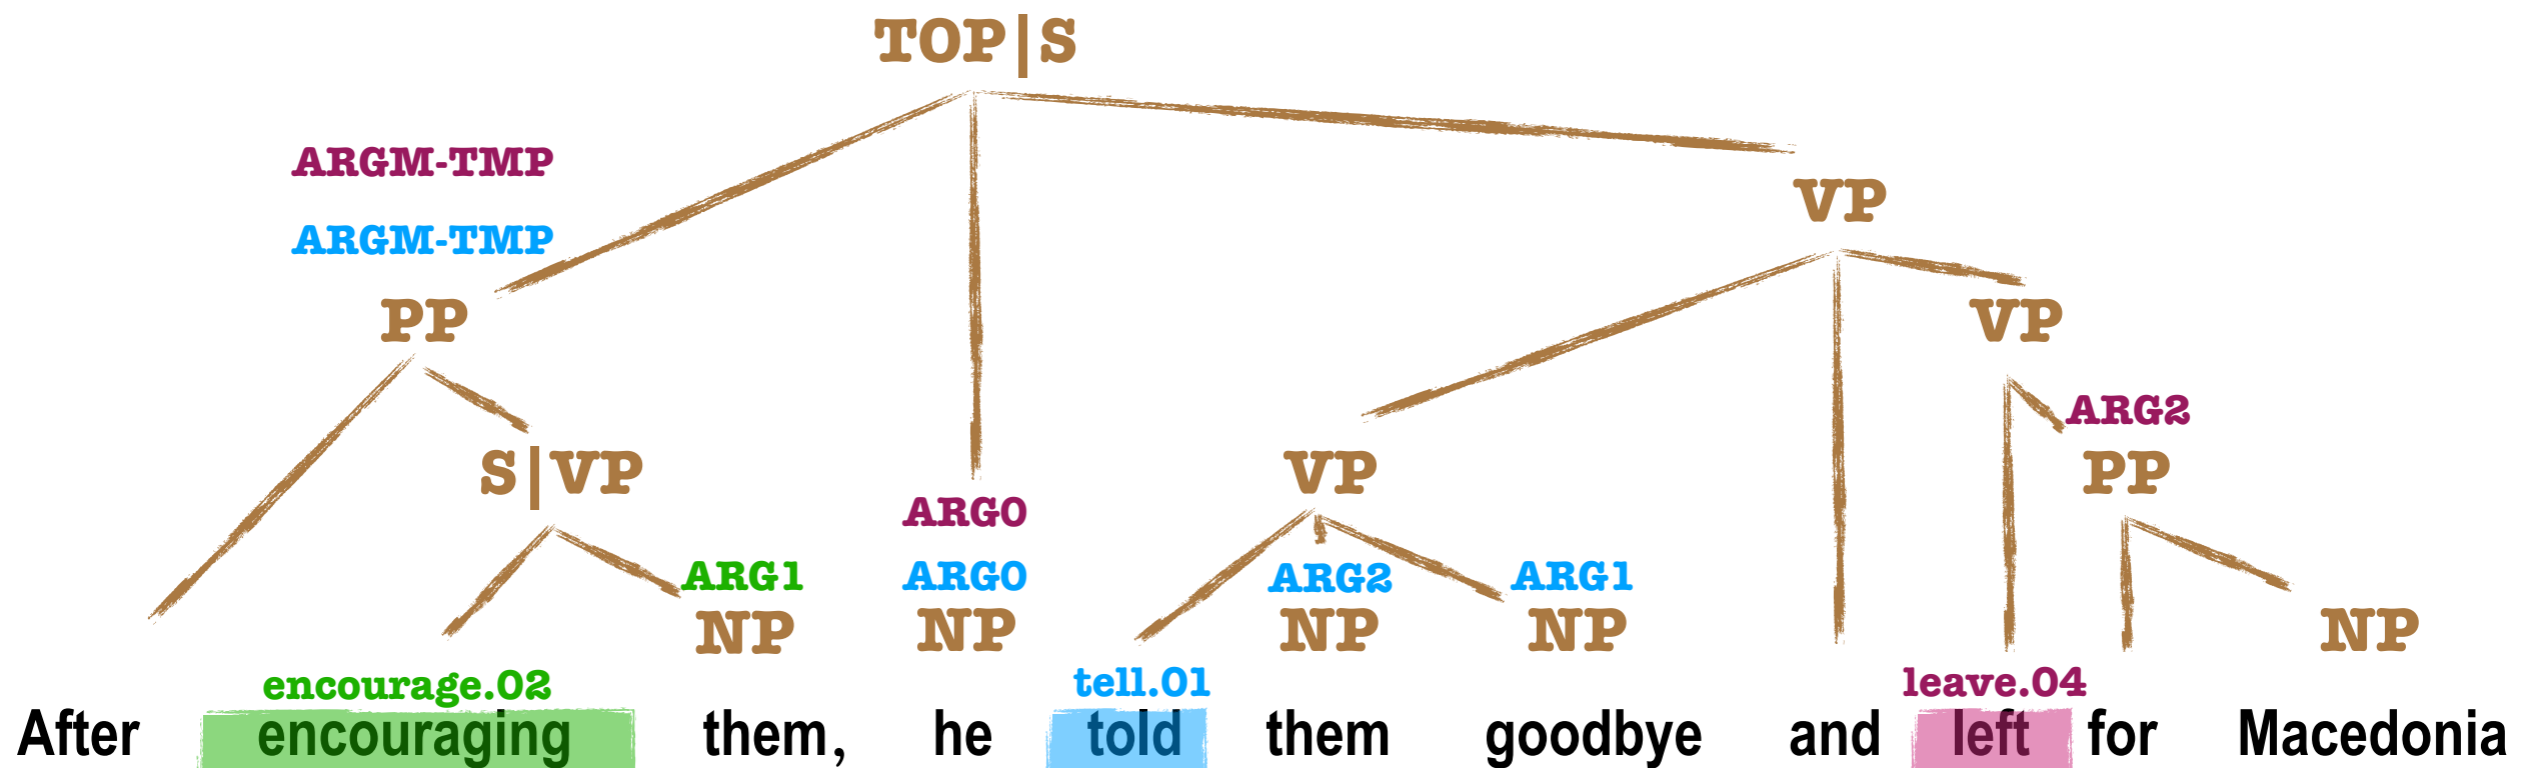 TOP|S
ARGM-TMP
VP
ARGM-TMP
PP
VP
ARG2
S|VP
VP
PP
ARG0
ARG1
ARG0
ARG2
ARG1
NP
NP
NP
NP
NP
encourage.02
tell.01
leave.04
After encouraging them, he told them goodbye and left for Macedonia